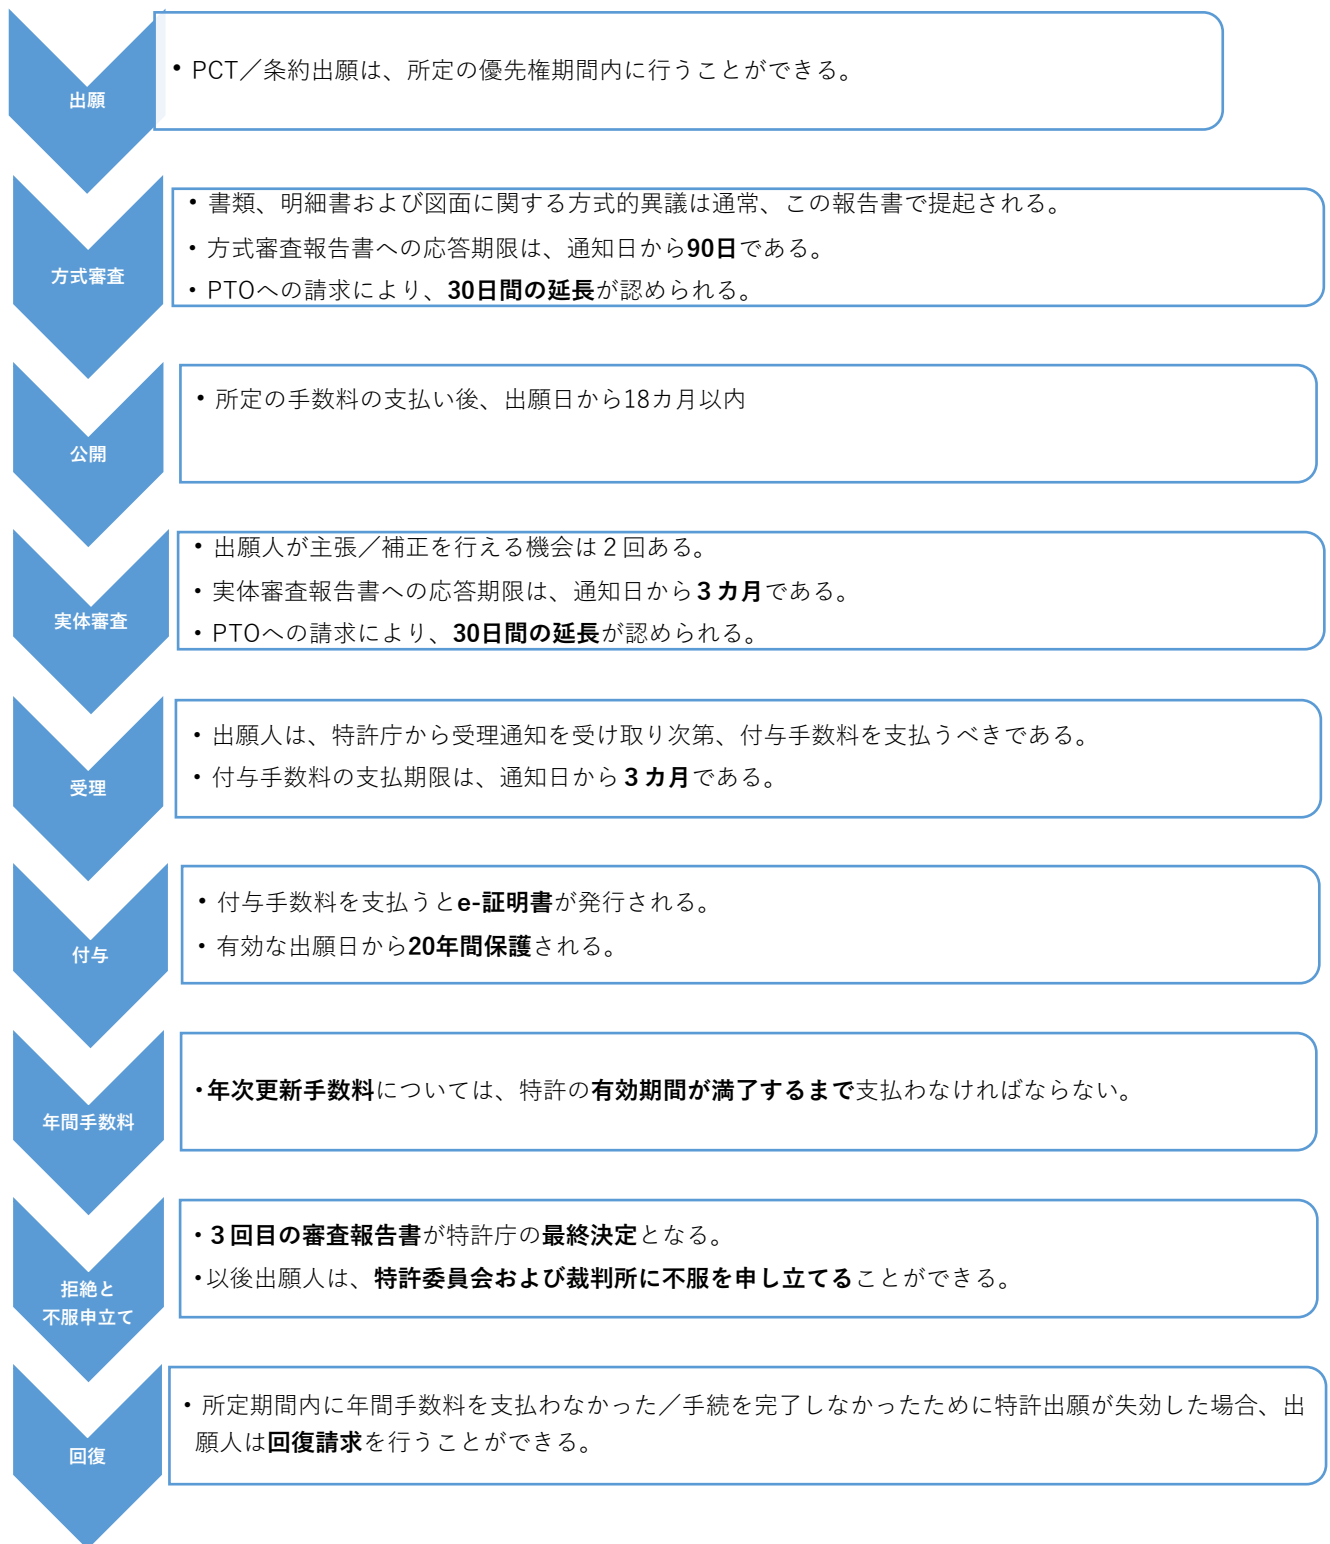 出願
• PCT／条約出願は、所定の優先権期間内に行うことができる。
方式審査
• 書類、明細書および図面に関する方式的異議は通常、この報告書で提起される。
• 方式審査報告書への応答期限は、通知日から90日である。
• PTOへの請求により、30日間の延長が認められる。
公開
• 所定の手数料の支払い後、出願日から18カ月以内
実体審査
• 出願人が主張／補正を行える機会は２回ある。
• 実体審査報告書への応答期限は、通知日から３カ月である。
• PTOへの請求により、30日間の延長が認められる。
受理
• 出願人は、特許庁から受理通知を受け取り次第、付与手数料を支払うべきである。
• 付与手数料の支払期限は、通知日から３カ月である。
付与
• 付与手数料を支払うとe-証明書が発行される。
• 有効な出願日から20年間保護される。
年間手数料
• 年次更新手数料については、特許の有効期間が満了するまで支払わなければならない。
拒絶と
不服申立て
• ３回目の審査報告書が特許庁の最終決定となる。
• 以後出願人は、特許委員会および裁判所に不服を申し立てることができる。
回復
• 所定期間内に年間手数料を支払わなかった／手続を完了しなかったために特許出願が失効した場合、出
願人は回復請求を行うことができる。